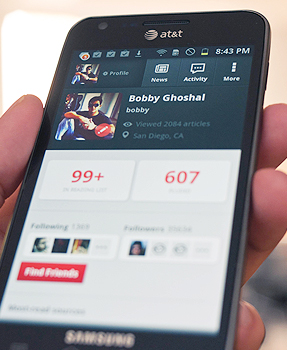 at&t
8:43 PM
Profile
News
Activity
More
Bobby Ghoshal
bobby
Viewed 2084 articles
San Diego, CA
99+
607
Following 1369
Followers
Find Friends
SAMSUNG